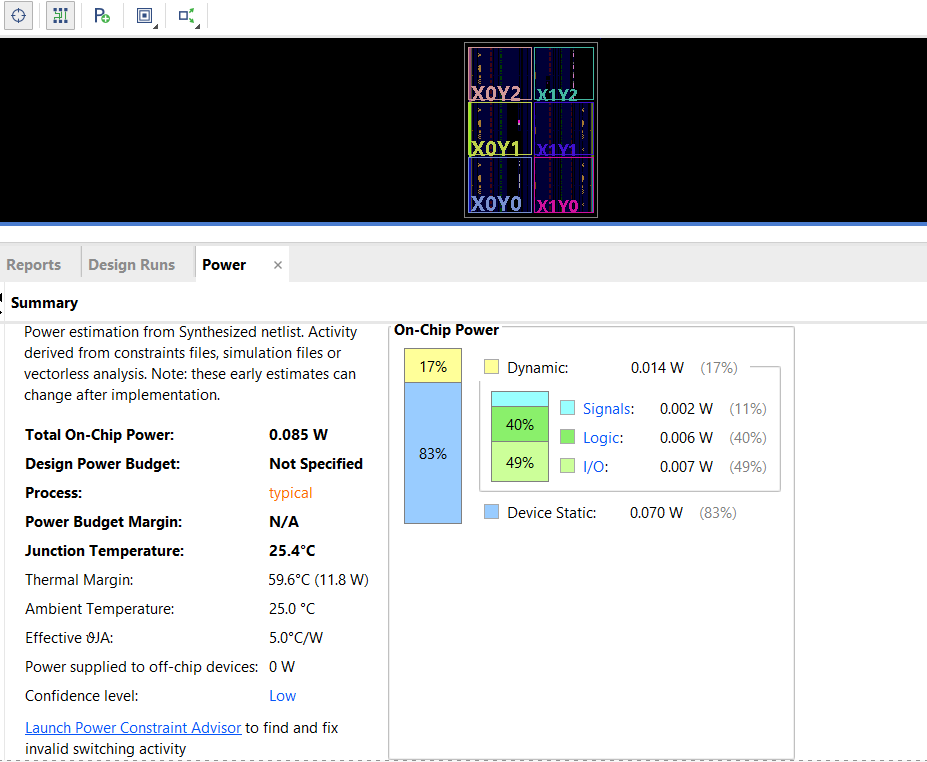 X0Y2 X1Y2
X0Y1 X1Y1
X0Y0 X1Y0
Reports Design Runs Power ×
Summary
Power estimation from Synthesized netlist. Activity
derived from constraints files, simulation files or
vectorless analysis. Note: these early estimates can
change after implementation.
Total On-Chip Power: 0.085 W
Design Power Budget: Not Specified
Process: typical
Power Budget Margin: N/A
Junction Temperature: 25.4°C
Thermal Margin: 59.6°C (11.8 W)
Ambient Temperature: 25.0 °C
Effective ϑJA: 5.0°C/W
Power supplied to off-chip devices: 0 W
Confidence level: Low
Launch Power Constraint Advisor to find and fix
invalid switching activity
On-Chip Power
17%
83%
Dynamic: 0.014 W (17%)
40%
49%
Signals: 0.002 W (11%)
Logic: 0.006 W (40%)
I/O: 0.007 W (49%)
Device Static: 0.070 W (83%)